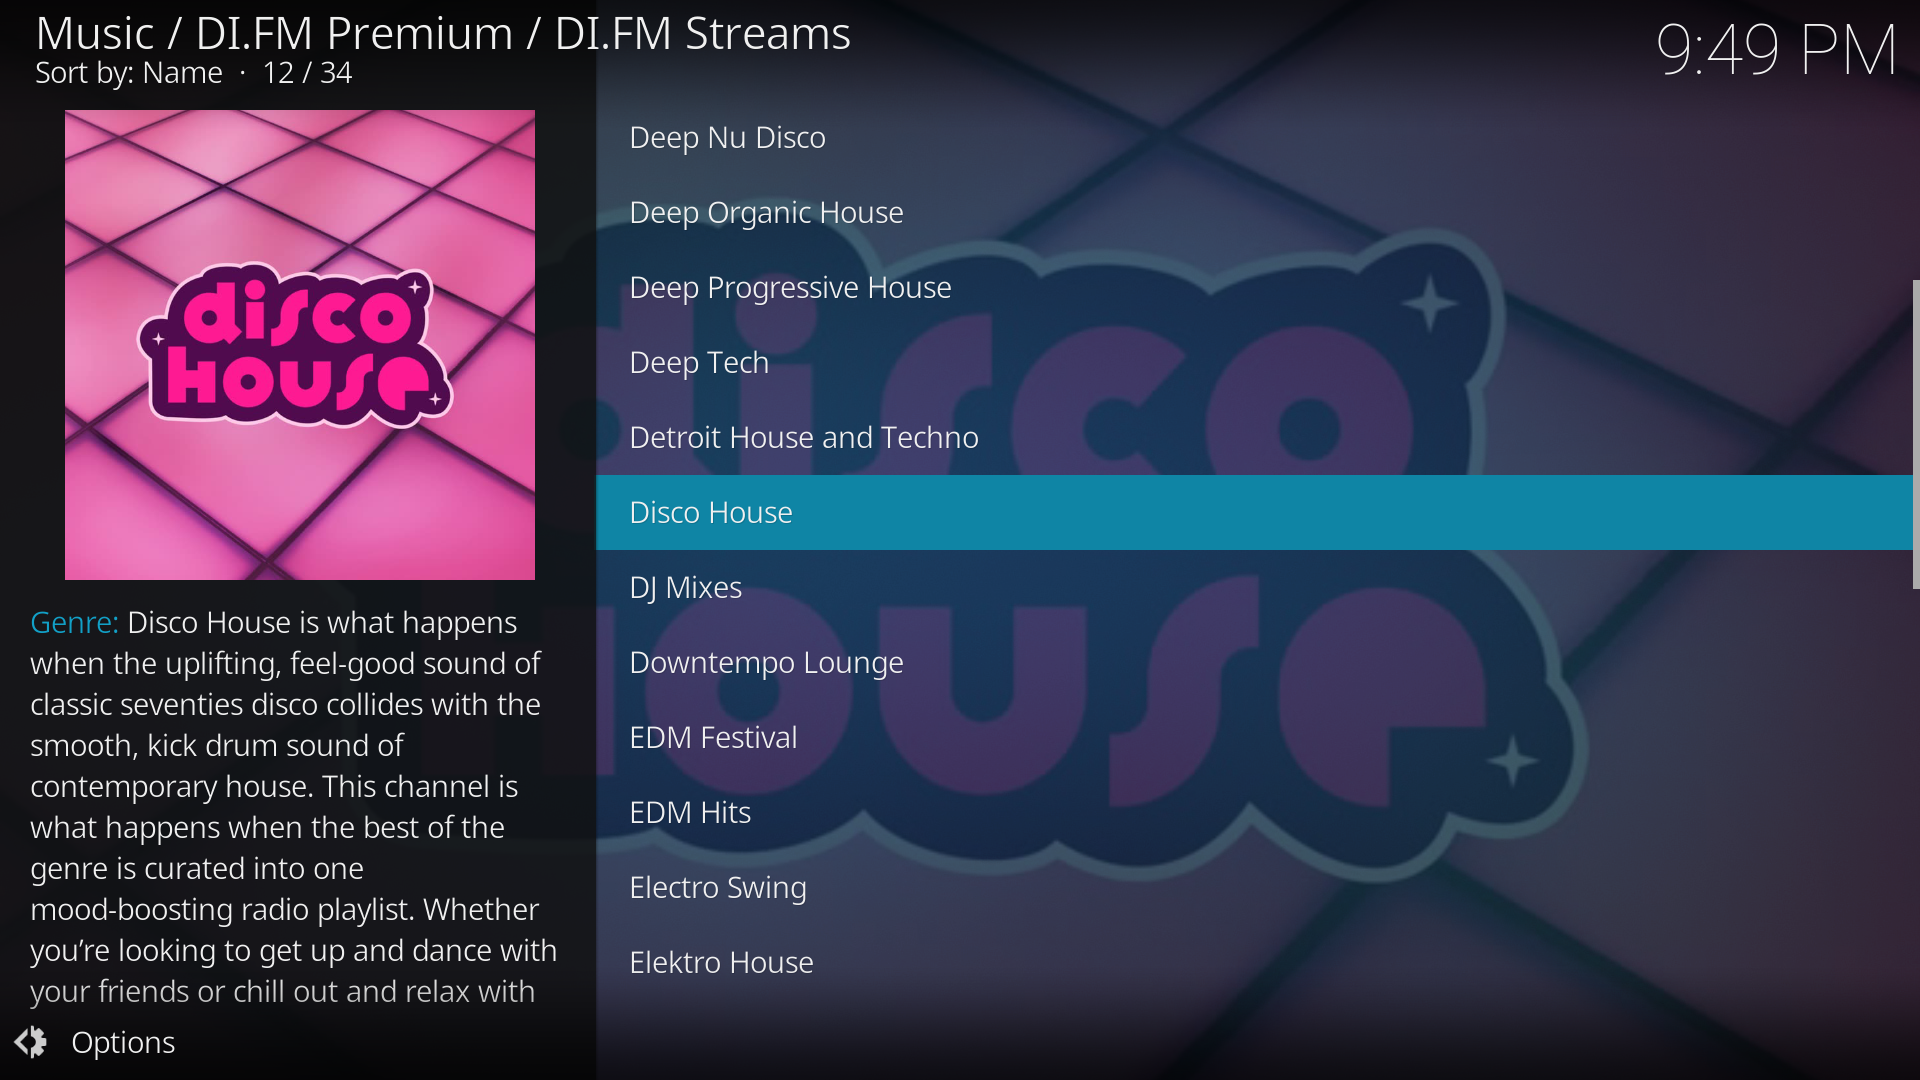 Music / DI.FM Premium / DI.FM Streams
Sort by: Name · 12 / 34
9:49 PM
disco
House
Genre: Disco House is what happens
when the uplifting, feel-good sound of
classic seventies disco collides with the
smooth, kick drum sound of
contemporary house. This channel is
what happens when the best of the
genre is curated into one
mood-boosting radio playlist. Whether
you’re looking to get up and dance with
your friends or chill out and relax with
Options
Deep Nu Disco
Deep Organic House
Deep Progressive House
Deep Tech
Detroit House and Techno
Disco House
DJ Mixes
Downtempo Lounge
EDM Festival
EDM Hits
Electro Swing
Elektro House
disco
House